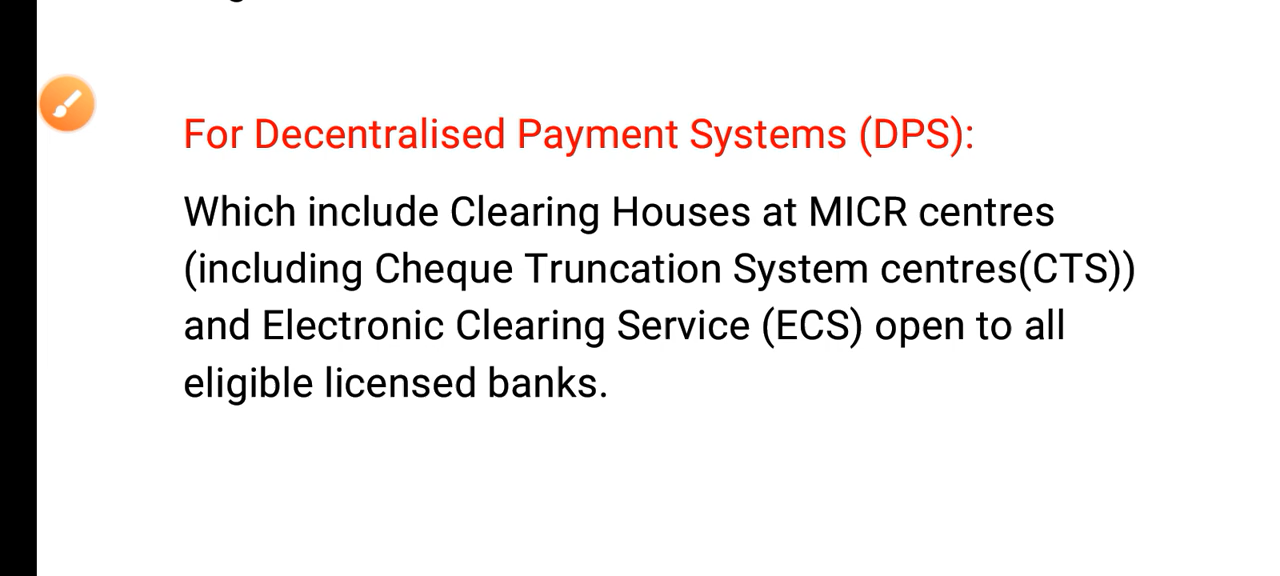 For Decentralised Payment Systems (DPS):
Which include Clearing Houses at MICR centres
(including Cheque Truncation System centres(CTS))
and Electronic Clearing Service (ECS) open to all
eligible licensed banks.